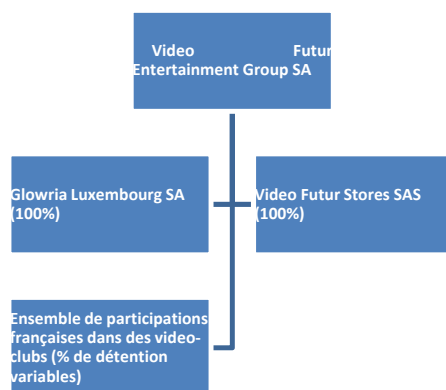 Video Futur
Entertainment Group SA
Glowria Luxembourg SA
(100%)
Video Futur Stores SAS
(100%)
Ensemble de participations
françaises dans des video-
clubs (% de détention
variables)